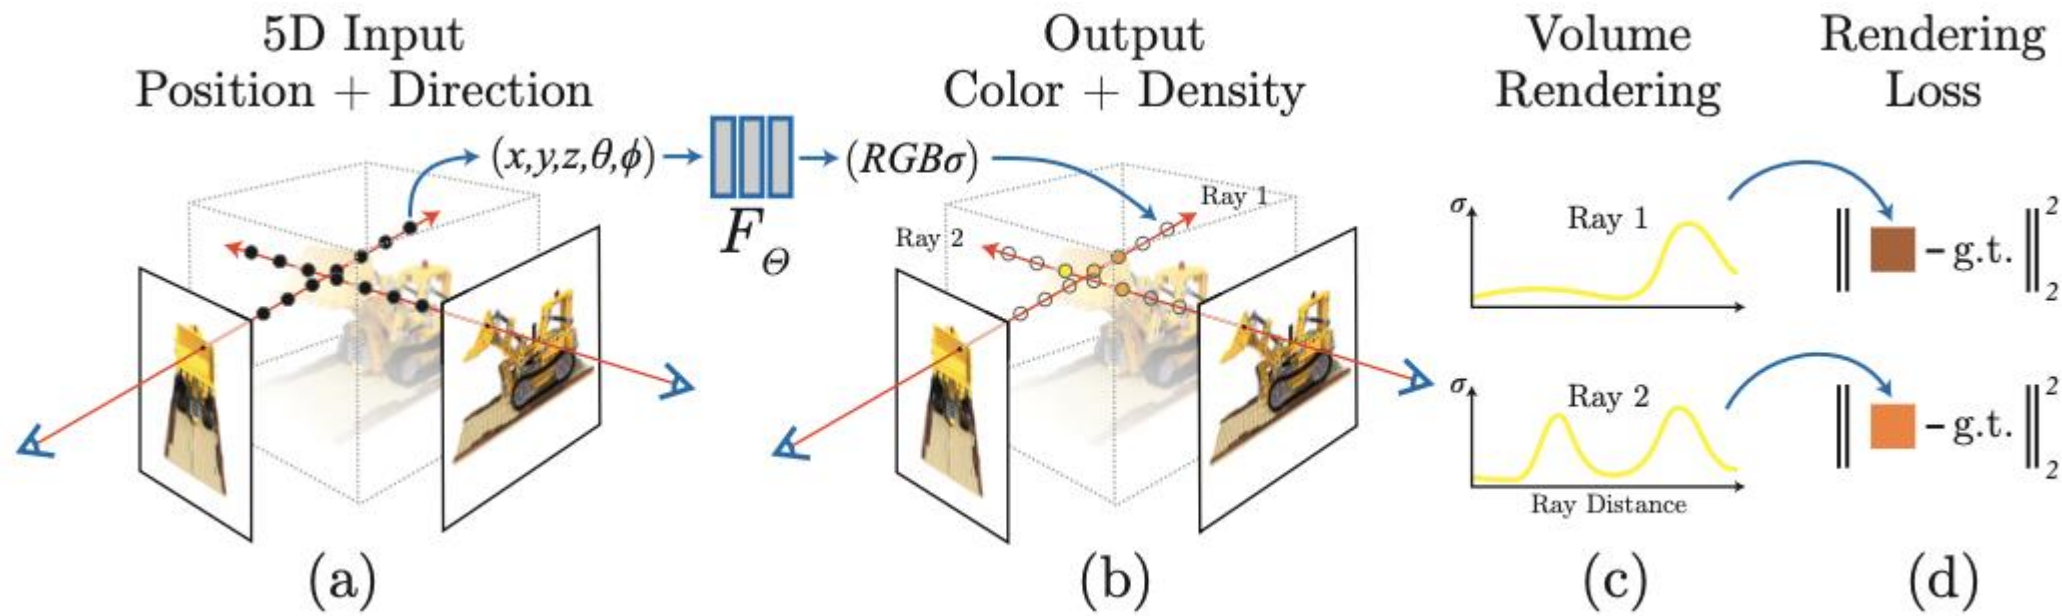 5D Input
Position + Direction
Output
Color + Density
Volume
Rendering
Rendering
Loss
(x,y,z,θ,ϕ)
F_Θ
(RGBσ)
Ray 1
Ray 2
σ
Ray 1
‖ – g.t. ‖²₂
σ
Ray 2
Ray Distance
‖ – g.t. ‖²₂
(a)
(b)
(c)
(d)